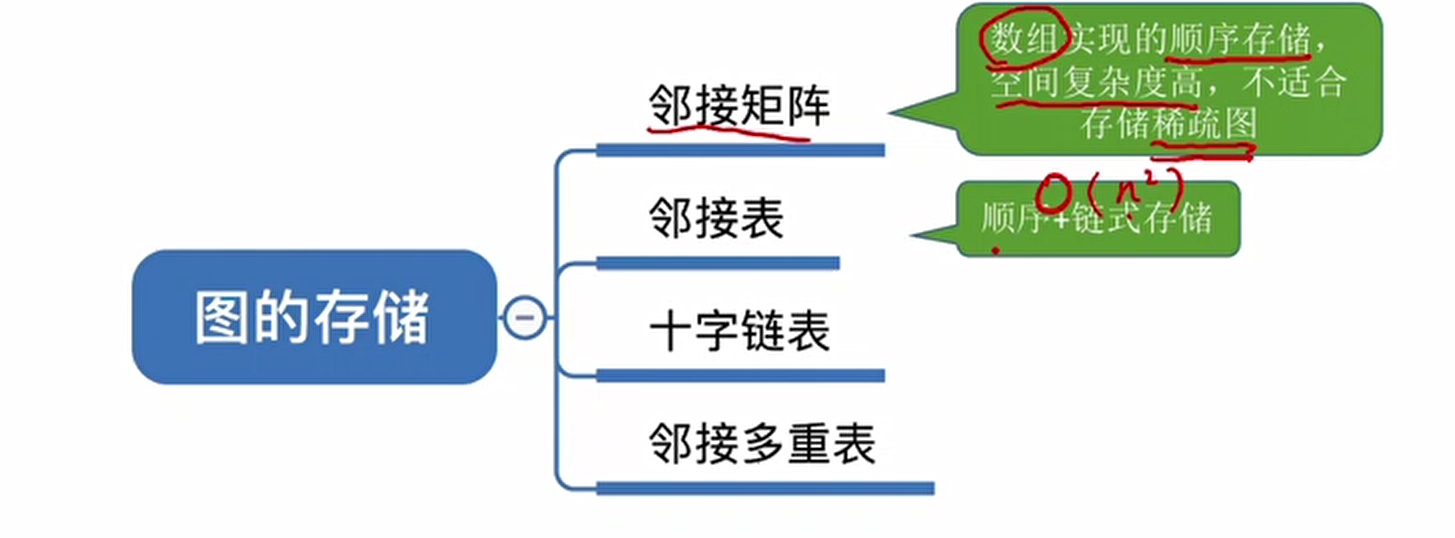 数组实现的顺序存储，
空间复杂度高，不适合
存储稀疏图
邻接矩阵
O(n²)
顺序+链式存储
邻接表
图的存储
十字链表
邻接多重表